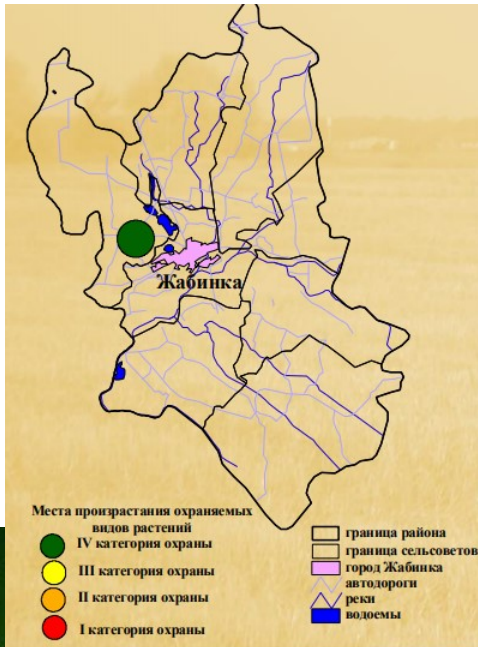 Жабинка
Места произрастания охраняемых
видов растений
IV категория охраны
III категория охраны
II категория охраны
I категория охраны
граница района
граница сельсоветов
город Жабинка
автодороги
реки
водоемы